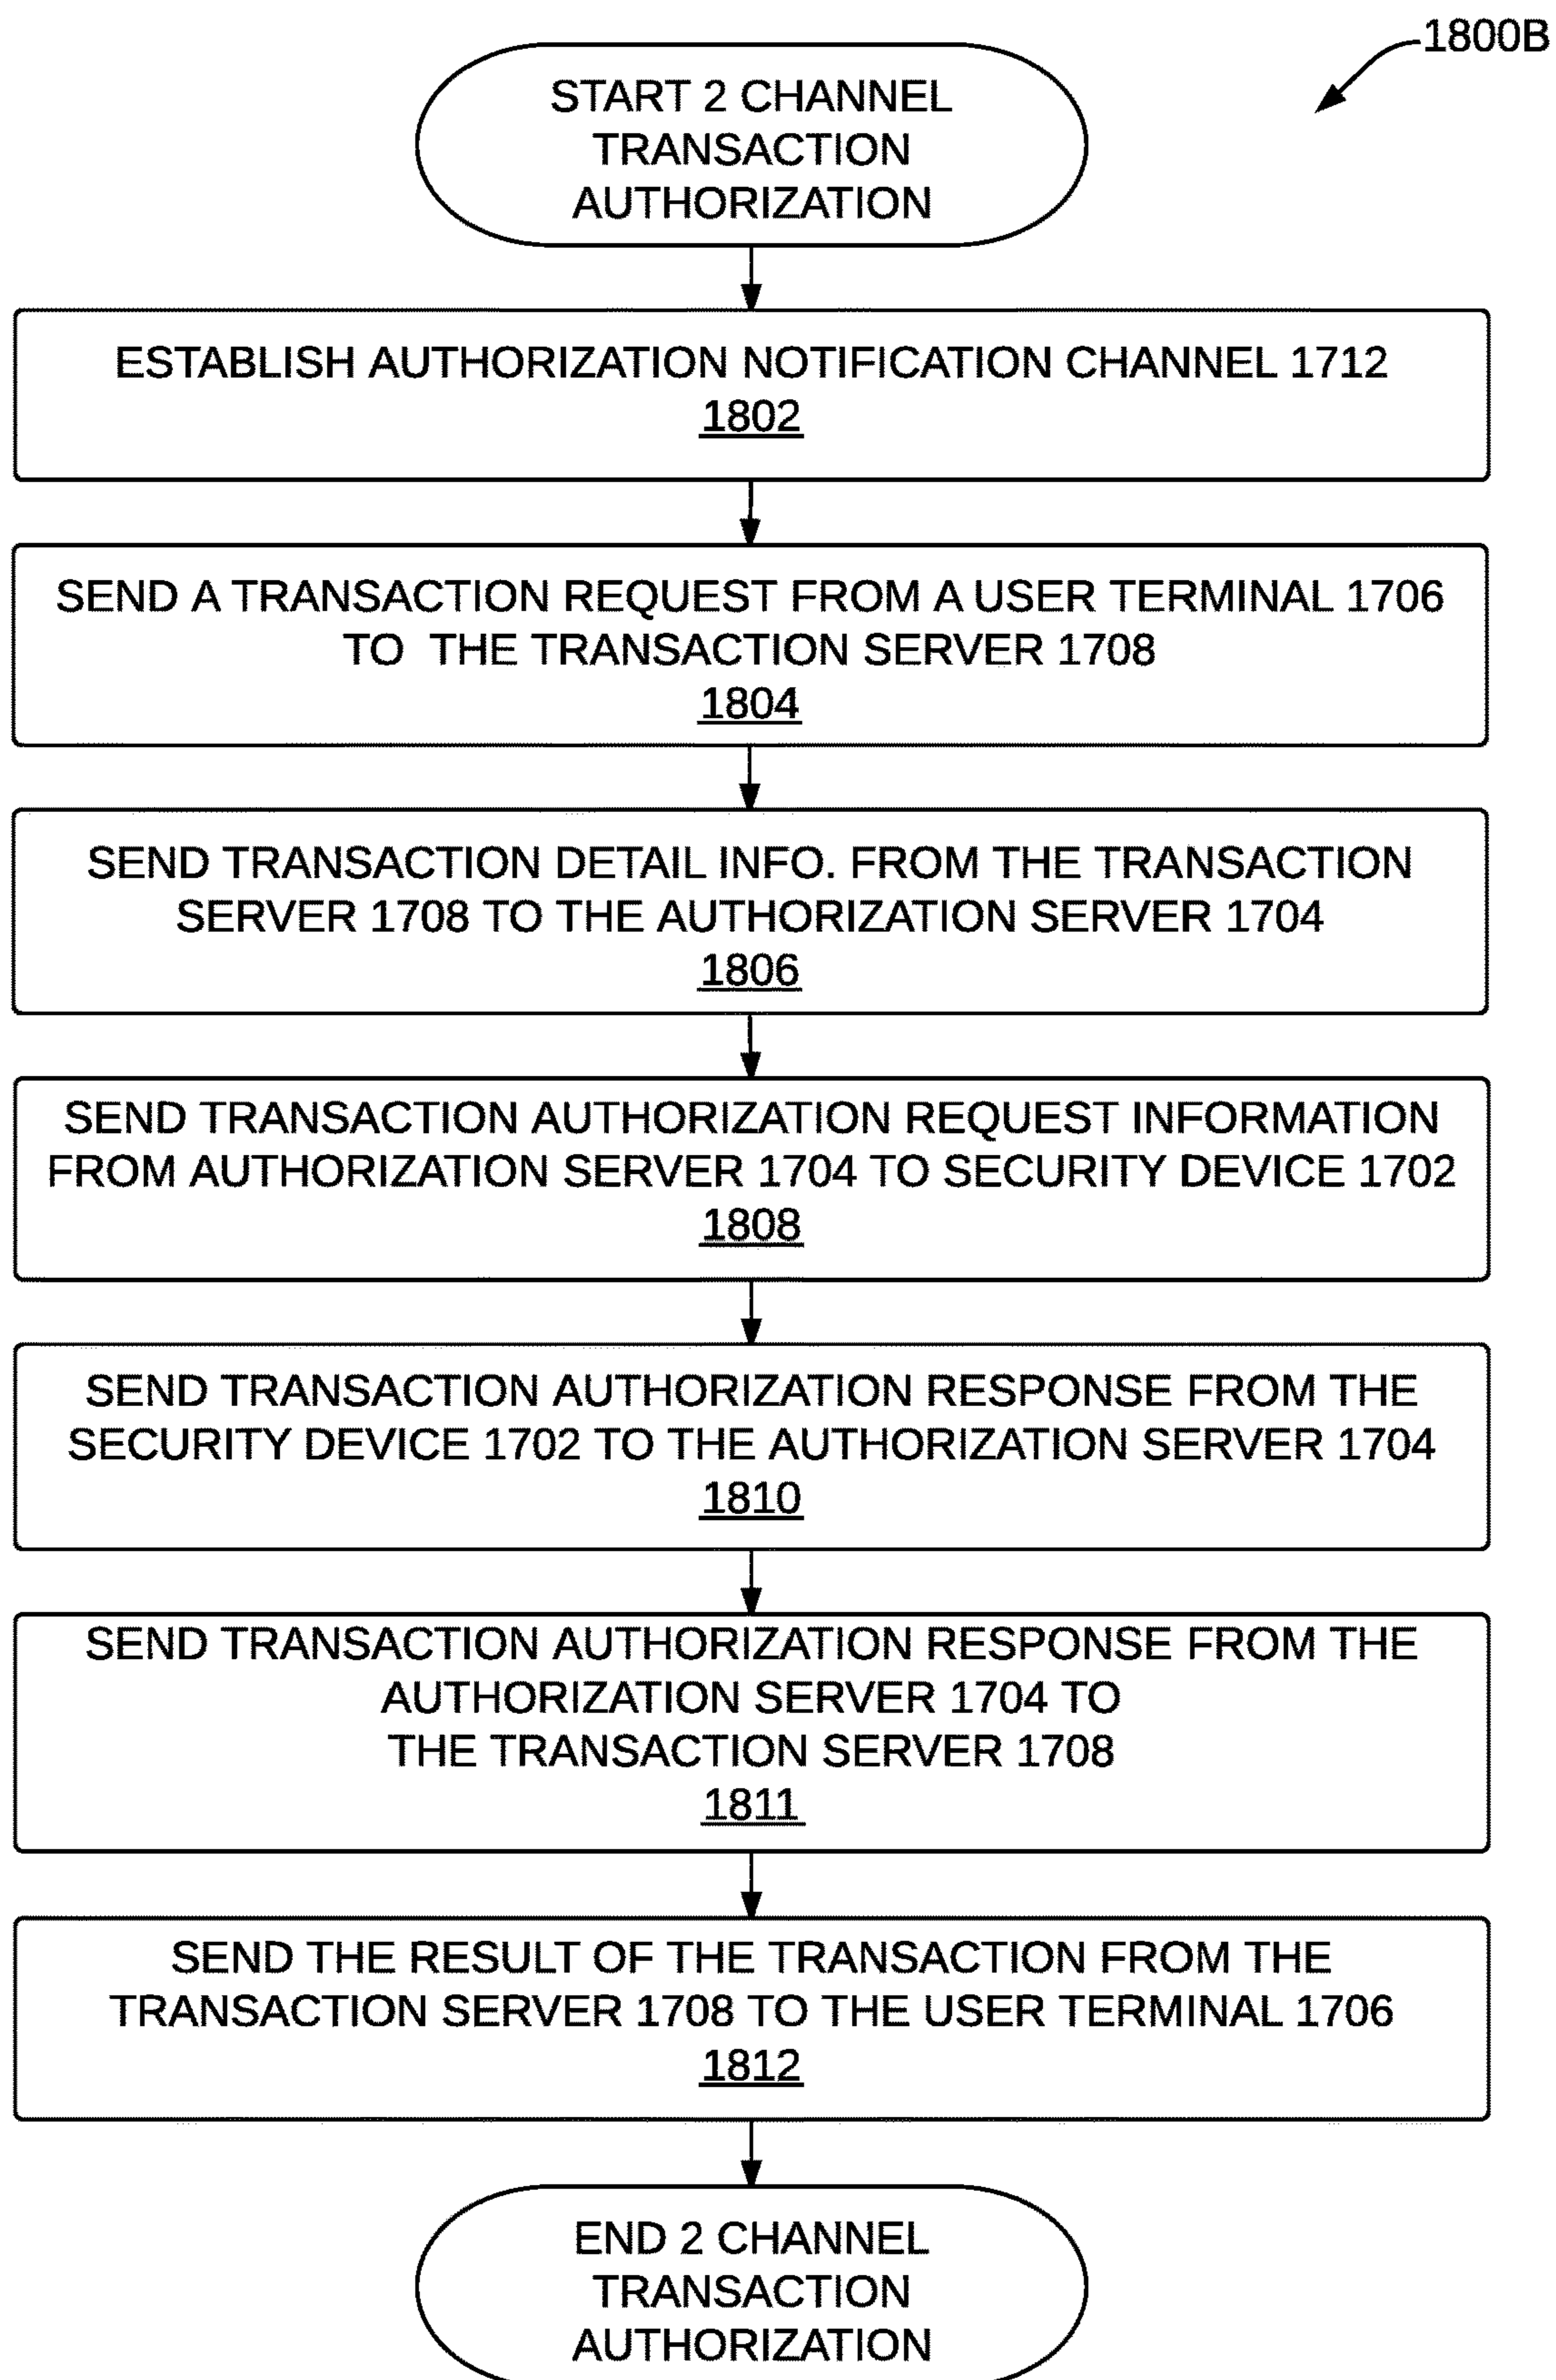 1800B
START 2 CHANNEL
TRANSACTION
AUTHORIZATION
ESTABLISH AUTHORIZATION NOTIFICATION CHANNEL 1712
1802
SEND A TRANSACTION REQUEST FROM A USER TERMINAL 1706
TO THE TRANSACTION SERVER 1708
1804
SEND TRANSACTION DETAIL INFO. FROM THE TRANSACTION
SERVER 1708 TO THE AUTHORIZATION SERVER 1704
1806
SEND TRANSACTION AUTHORIZATION REQUEST INFORMATION
FROM AUTHORIZATION SERVER 1704 TO SECURITY DEVICE 1702
1808
SEND TRANSACTION AUTHORIZATION RESPONSE FROM THE
SECURITY DEVICE 1702 TO THE AUTHORIZATION SERVER 1704
1810
SEND TRANSACTION AUTHORIZATION RESPONSE FROM THE
AUTHORIZATION SERVER 1704 TO
THE TRANSACTION SERVER 1708
1811
SEND THE RESULT OF THE TRANSACTION FROM THE
TRANSACTION SERVER 1708 TO THE USER TERMINAL 1706
1812
END 2 CHANNEL
TRANSACTION
AUTHORIZATION